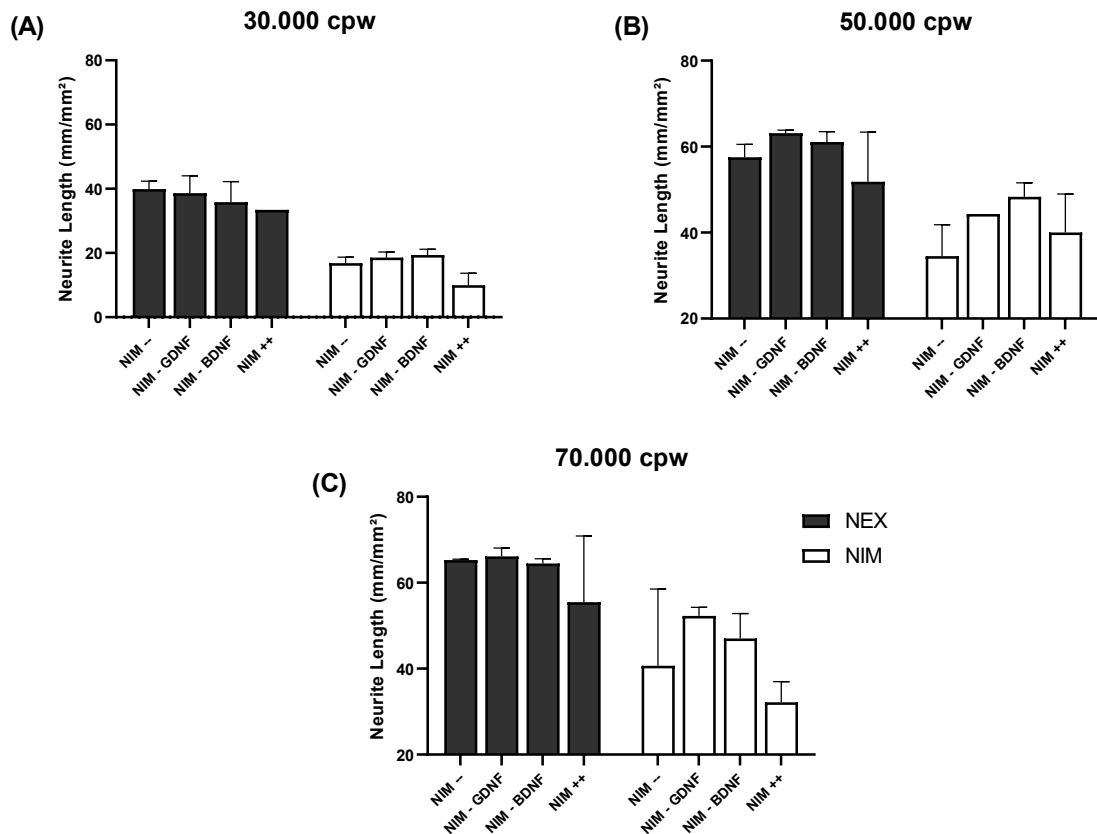 (A)
30.000 cpw
Neurite Length (mm/mm²)
80
60
40
20
0
NIM --
NIM - GDNF
NIM - BDNF
NIM ++
NIM --
NIM - GDNF
NIM - BDNF
NIM ++
(B)
50.000 cpw
Neurite Length (mm/mm²)
80
60
40
20
NIM --
NIM - GDNF
NIM - BDNF
NIM ++
NIM --
NIM - GDNF
NIM - BDNF
NIM ++
(C)
70.000 cpw
Neurite Length (mm/mm²)
80
60
40
20
NIM --
NIM - GDNF
NIM - BDNF
NIM ++
NIM --
NIM - GDNF
NIM - BDNF
NIM ++
NEX
NIM